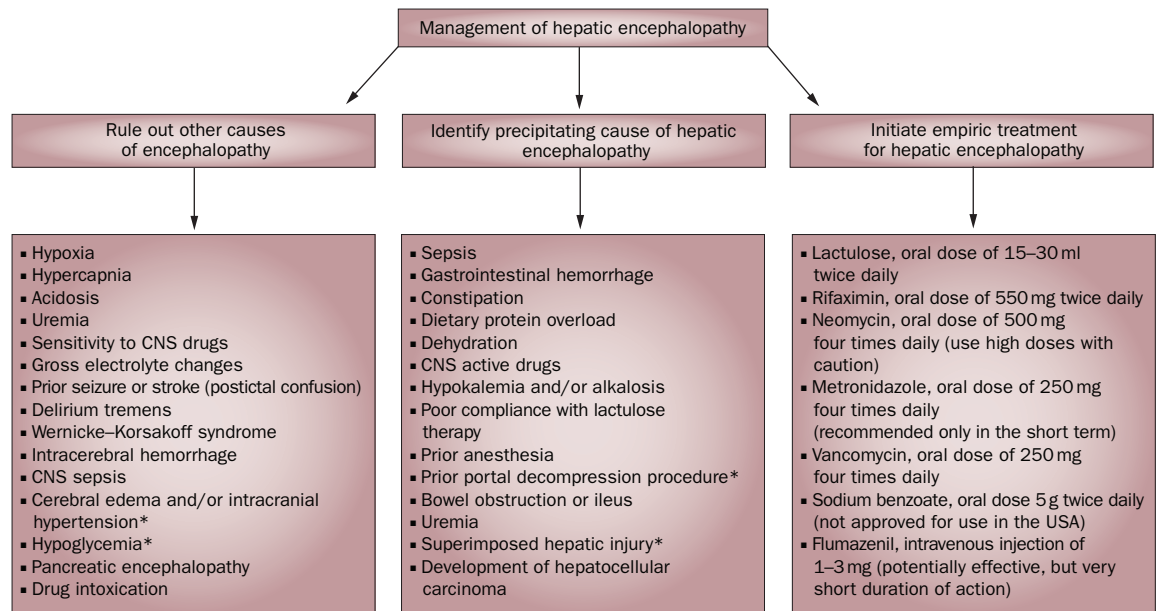 Management of hepatic encephalopathy
Rule out other causes
of encephalopathy
▪ Hypoxia
▪ Hypercapnia
▪ Acidosis
▪ Uremia
▪ Sensitivity to CNS drugs
▪ Gross electrolyte changes
▪ Prior seizure or stroke (postictal confusion)
▪ Delirium tremens
▪ Wernicke–Korsakoff syndrome
▪ Intracerebral hemorrhage
▪ CNS sepsis
▪ Cerebral edema and/or intracranial
hypertension*
▪ Hypoglycemia*
▪ Pancreatic encephalopathy
▪ Drug intoxication
Identify precipitating cause of hepatic
encephalopathy
▪ Sepsis
▪ Gastrointestinal hemorrhage
▪ Constipation
▪ Dietary protein overload
▪ Dehydration
▪ CNS active drugs
▪ Hypokalemia and/or alkalosis
▪ Poor compliance with lactulose
therapy
▪ Prior anesthesia
▪ Prior portal decompression procedure*
▪ Bowel obstruction or ileus
▪ Uremia
▪ Superimposed hepatic injury*
▪ Development of hepatocellular
carcinoma
Initiate empiric treatment
for hepatic encephalopathy
▪ Lactulose, oral dose of 15–30 ml
twice daily
▪ Rifaximin, oral dose of 550 mg twice daily
▪ Neomycin, oral dose of 500 mg
four times daily (use high doses with
caution)
▪ Metronidazole, oral dose of 250 mg
four times daily
(recommended only in the short term)
▪ Vancomycin, oral dose of 250 mg
four times daily
▪ Sodium benzoate, oral dose 5 g twice daily
(not approved for use in the USA)
▪ Flumazenil, intravenous injection of
1–3 mg (potentially effective, but very
short duration of action)